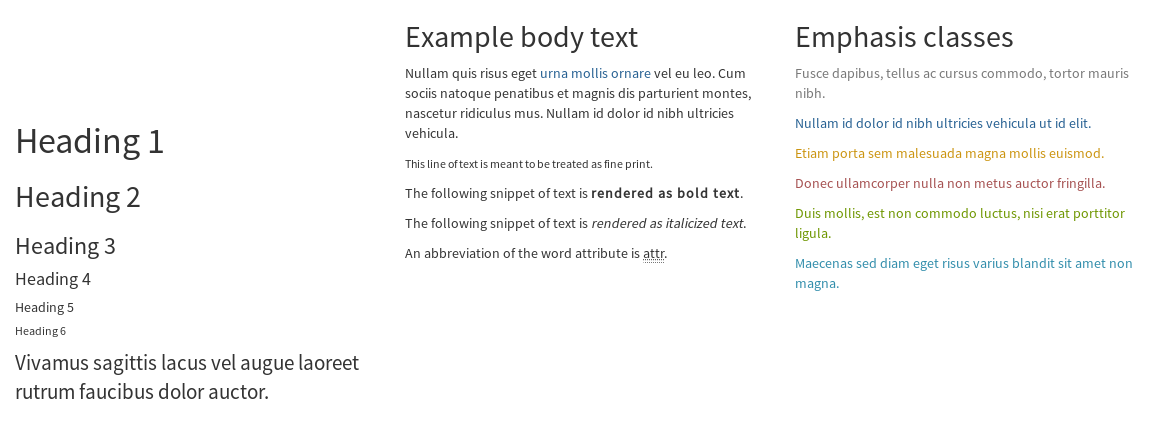 Heading 1
Heading 2
Heading 3
Heading 4
Heading 5
Heading 6
Vivamus sagittis lacus vel augue laoreet
rutrum faucibus dolor auctor.
Example body text
Nullam quis risus eget urna mollis ornare vel eu leo. Cum
sociis natoque penatibus et magnis dis parturient montes,
nascetur ridiculus mus. Nullam id dolor id nibh ultricies
vehicula.
This line of text is meant to be treated as fine print.
The following snippet of text is rendered as bold text.
The following snippet of text is rendered as italicized text.
An abbreviation of the word attribute is attr.
Emphasis classes
Fusce dapibus, tellus ac cursus commodo, tortor mauris
nibh.
Nullam id dolor id nibh ultricies vehicula ut id elit.
Etiam porta sem malesuada magna mollis euismod.
Donec ullamcorper nulla non metus auctor fringilla.
Duis mollis, est non commodo luctus, nisi erat porttitor
ligula.
Maecenas sed diam eget risus varius blandit sit amet non
magna.